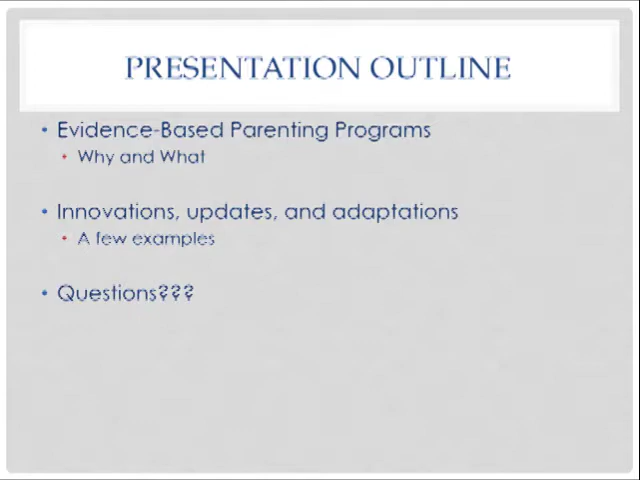 PRESENTATION OUTLINE
• Evidence-Based Parenting Programs
• Why and What
• Innovations, updates, and adaptations
• A few examples
• Questions???